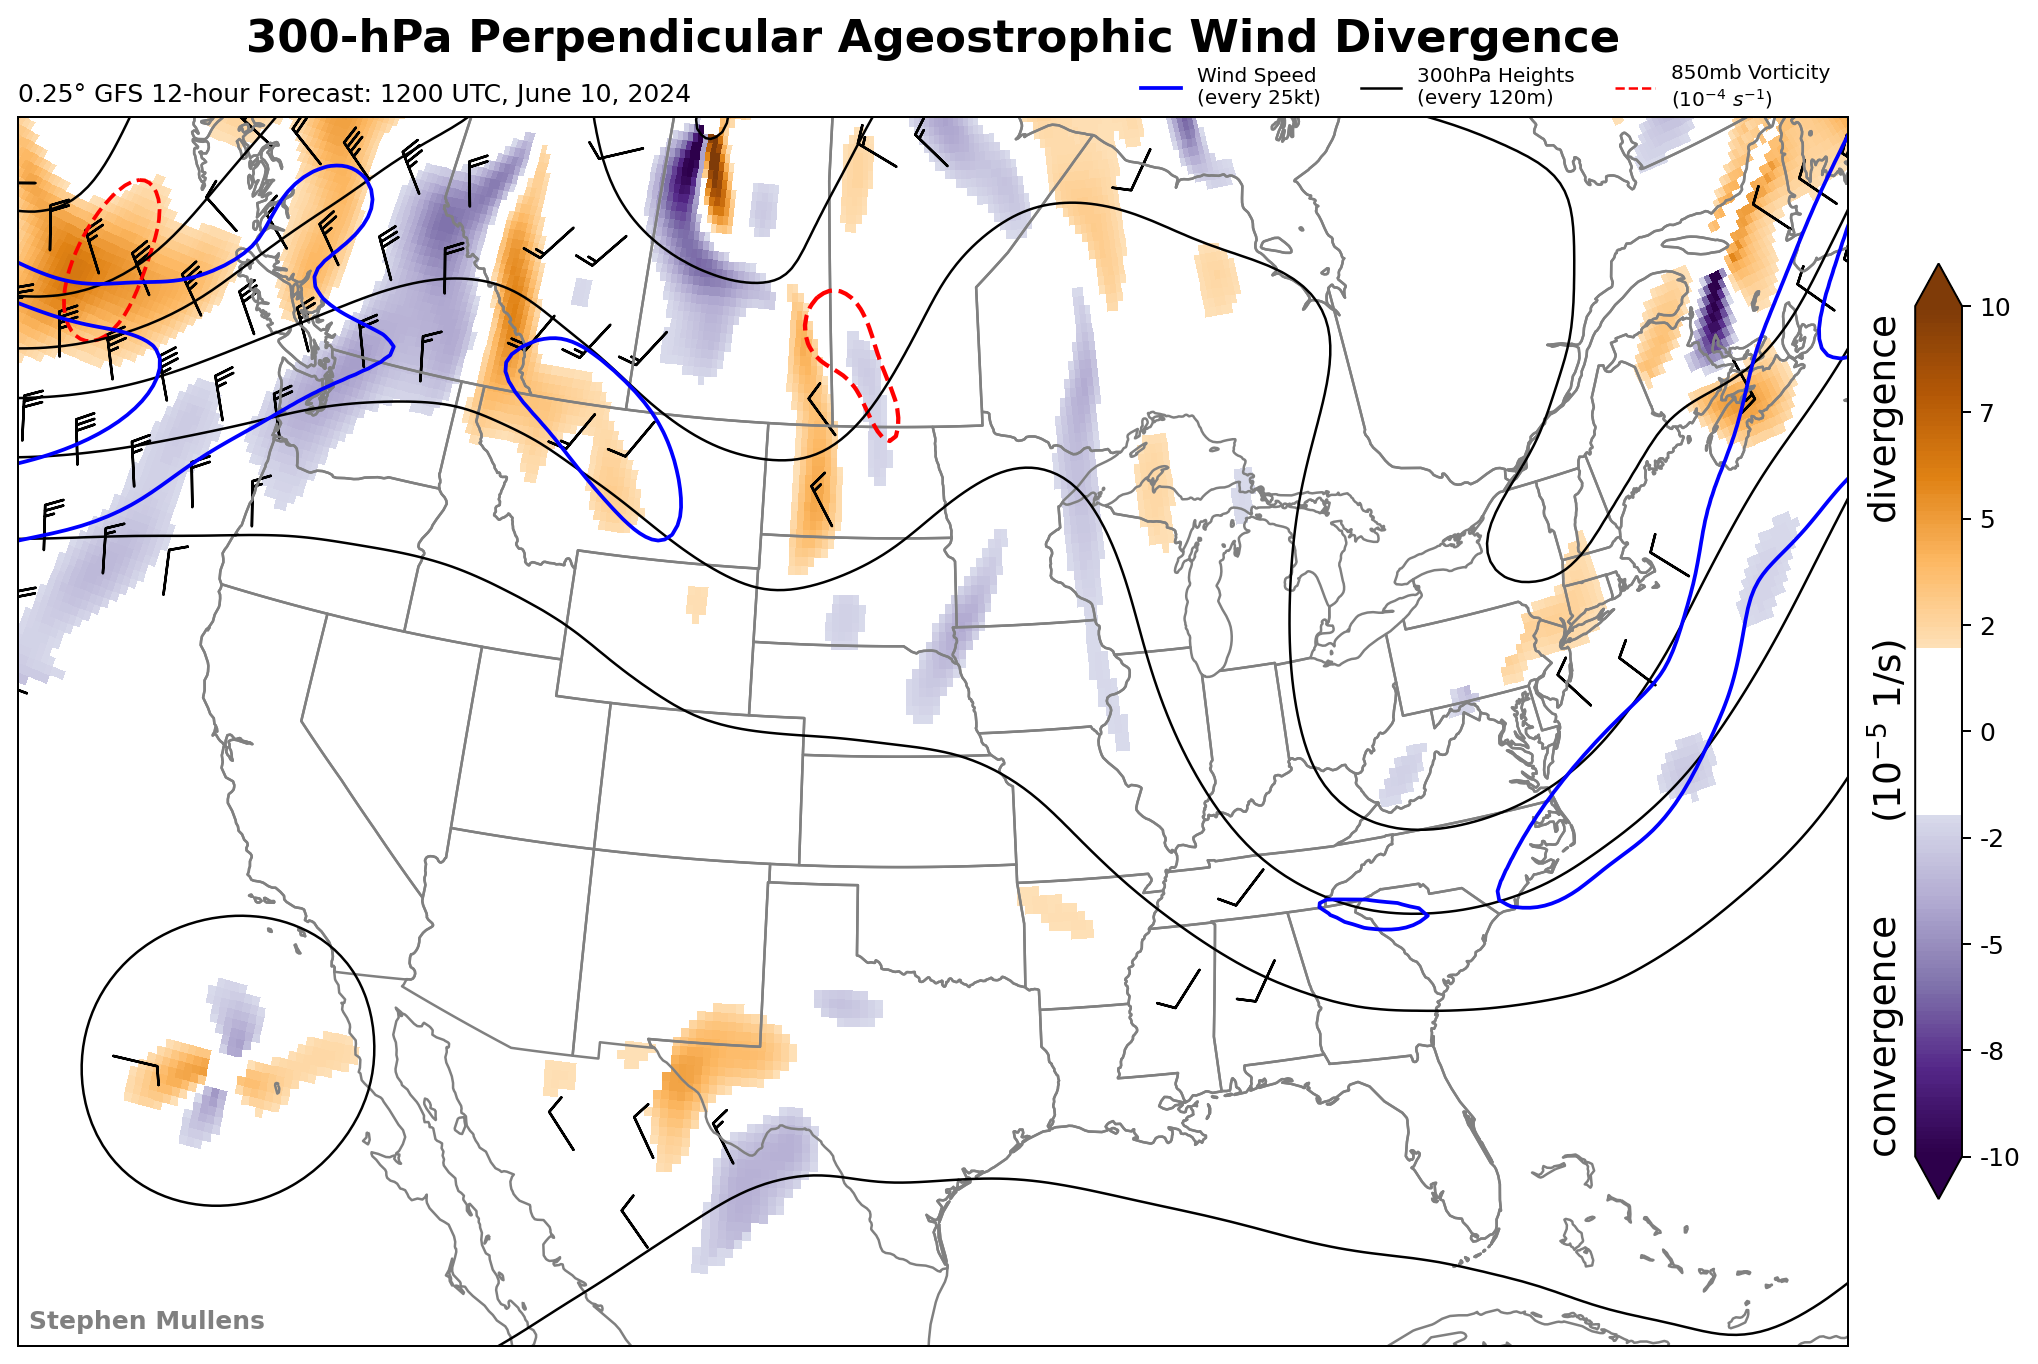 300-hPa Perpendicular Ageostrophic Wind Divergence
0.25° GFS 12-hour Forecast: 1200 UTC, June 10, 2024
Wind Speed
(every 25kt)
300hPa Heights
(every 120m)
850mb Vorticity
(10⁻⁴ s⁻¹)
10
7
5
2
0
-2
-5
-8
-10
convergence (10⁻⁵ 1/s) divergence
Stephen Mullens